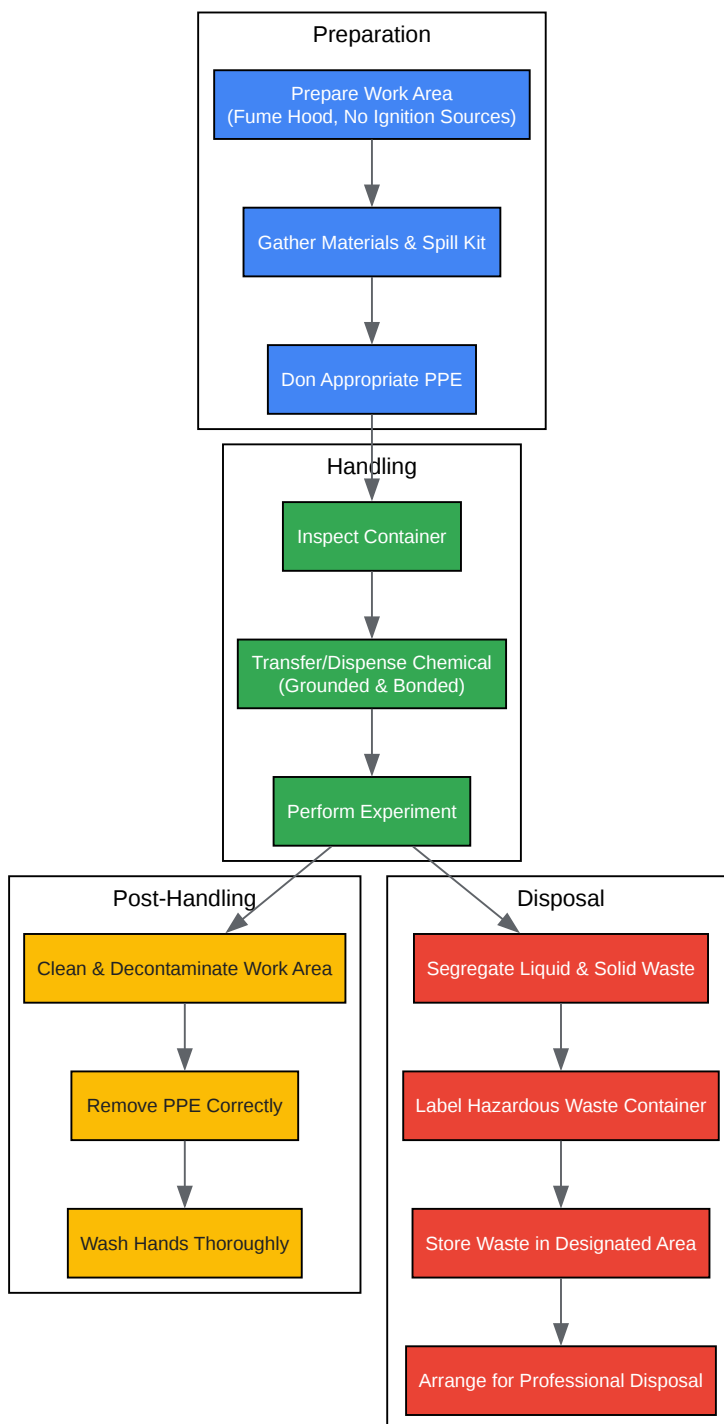 Preparation
Prepare Work Area
(Fume Hood, No Ignition Sources)
Gather Materials & Spill Kit
Don Appropriate PPE
Handling
Inspect Container
Transfer/Dispense Chemical
(Grounded & Bonded)
Perform Experiment
Post-Handling
Clean & Decontaminate Work Area
Remove PPE Correctly
Wash Hands Thoroughly
Disposal
Segregate Liquid & Solid Waste
Label Hazardous Waste Container
Store Waste in Designated Area
Arrange for Professional Disposal